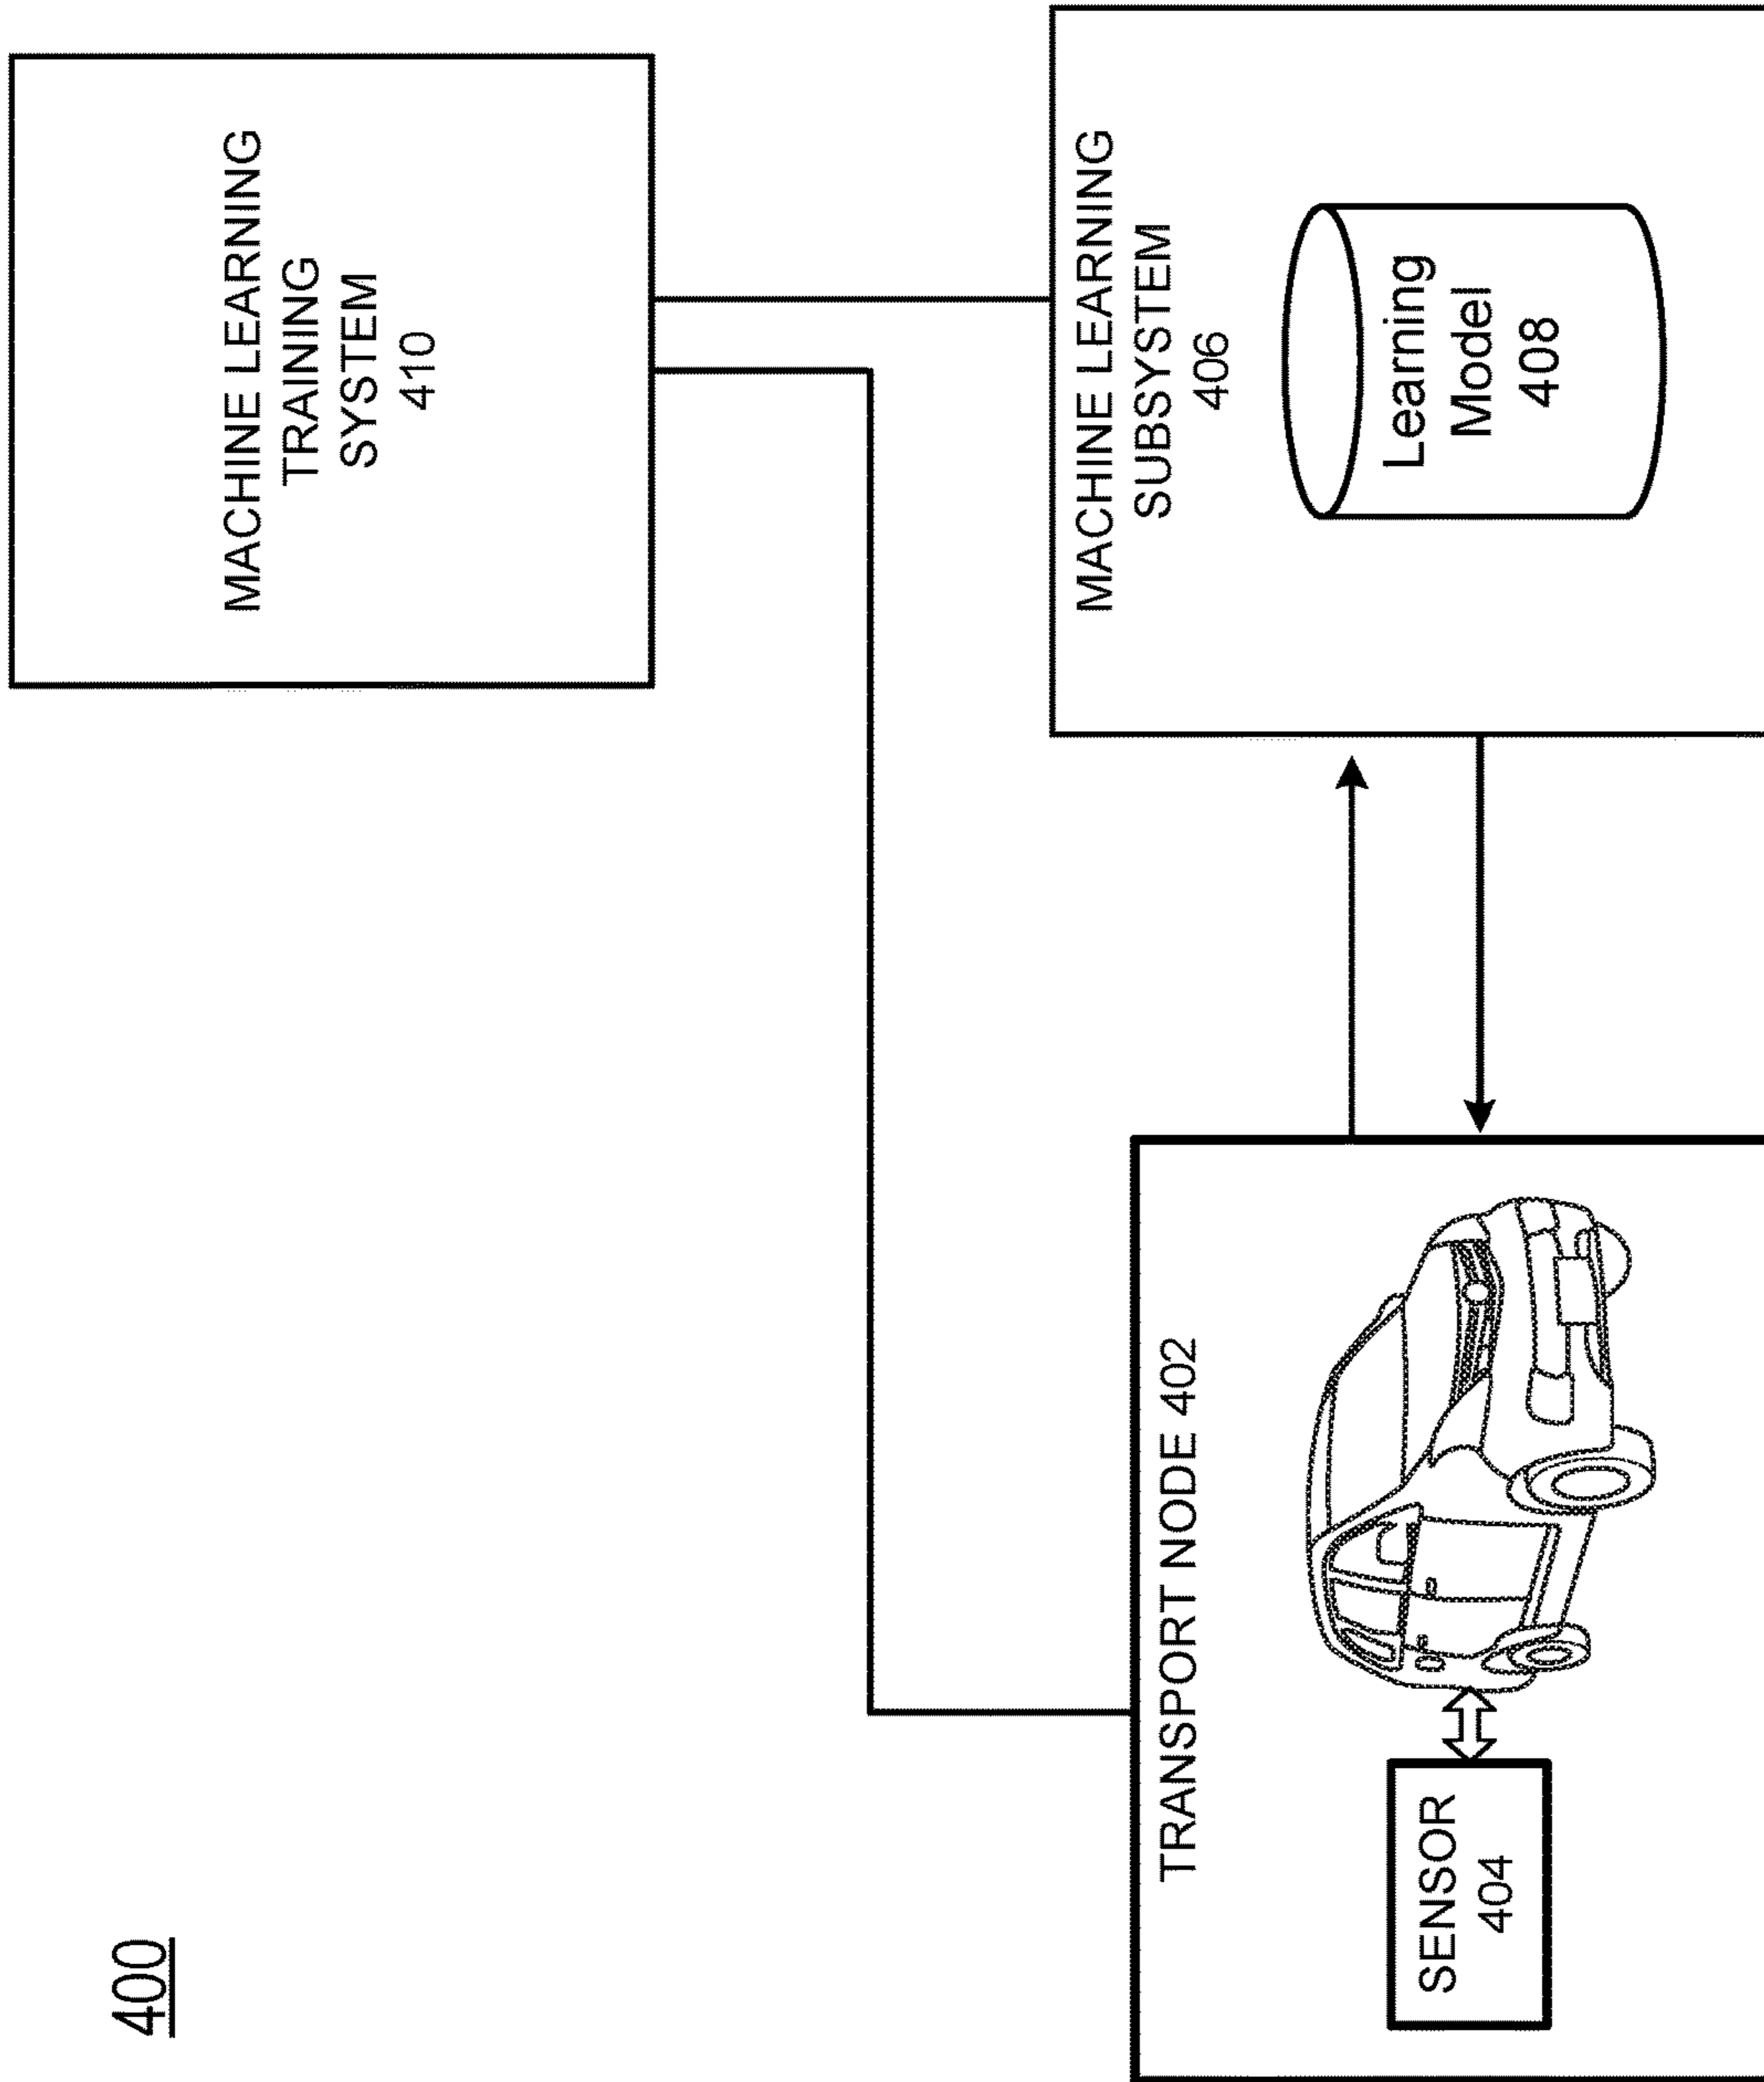 400
MACHINE LEARNING
TRAINING
SYSTEM
410
TRANSPORT NODE 402
SENSOR
404
MACHINE LEARNING
SUBSYSTEM
406
Learning
Model
408